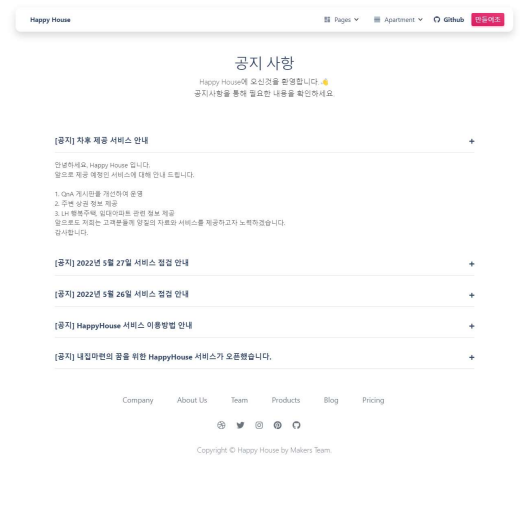 Happy House
Pages
Apartment
Github
만들어조
공지 사항
Happy House에 오신것을 환영합니다.👋
공지사항을 통해 필요한 내용을 확인하세요.
[공지] 차후 제공 서비스 안내
안녕하세요, Happy House 입니다.
앞으로 제공 예정인 서비스에 대해 안내 드립니다.
1. QnA 게시판을 개선하여 운영
2. 주변 상권 정보 제공
3. LH 행복주택, 임대아파트 관련 정보 제공
앞으로도 저희는 고객분들께 양질의 자료와 서비스를 제공하고자 노력하겠습니다.
감사합니다.
[공지] 2022년 5월 27일 서비스 점검 안내
[공지] 2022년 5월 26일 서비스 점검 안내
[공지] HappyHouse 서비스 이용방법 안내
[공지] 내집마련의 꿈을 위한 HappyHouse 서비스가 오픈했습니다.
Company About Us Team Products Blog Pricing
Copyright © Happy House by Makers Team.